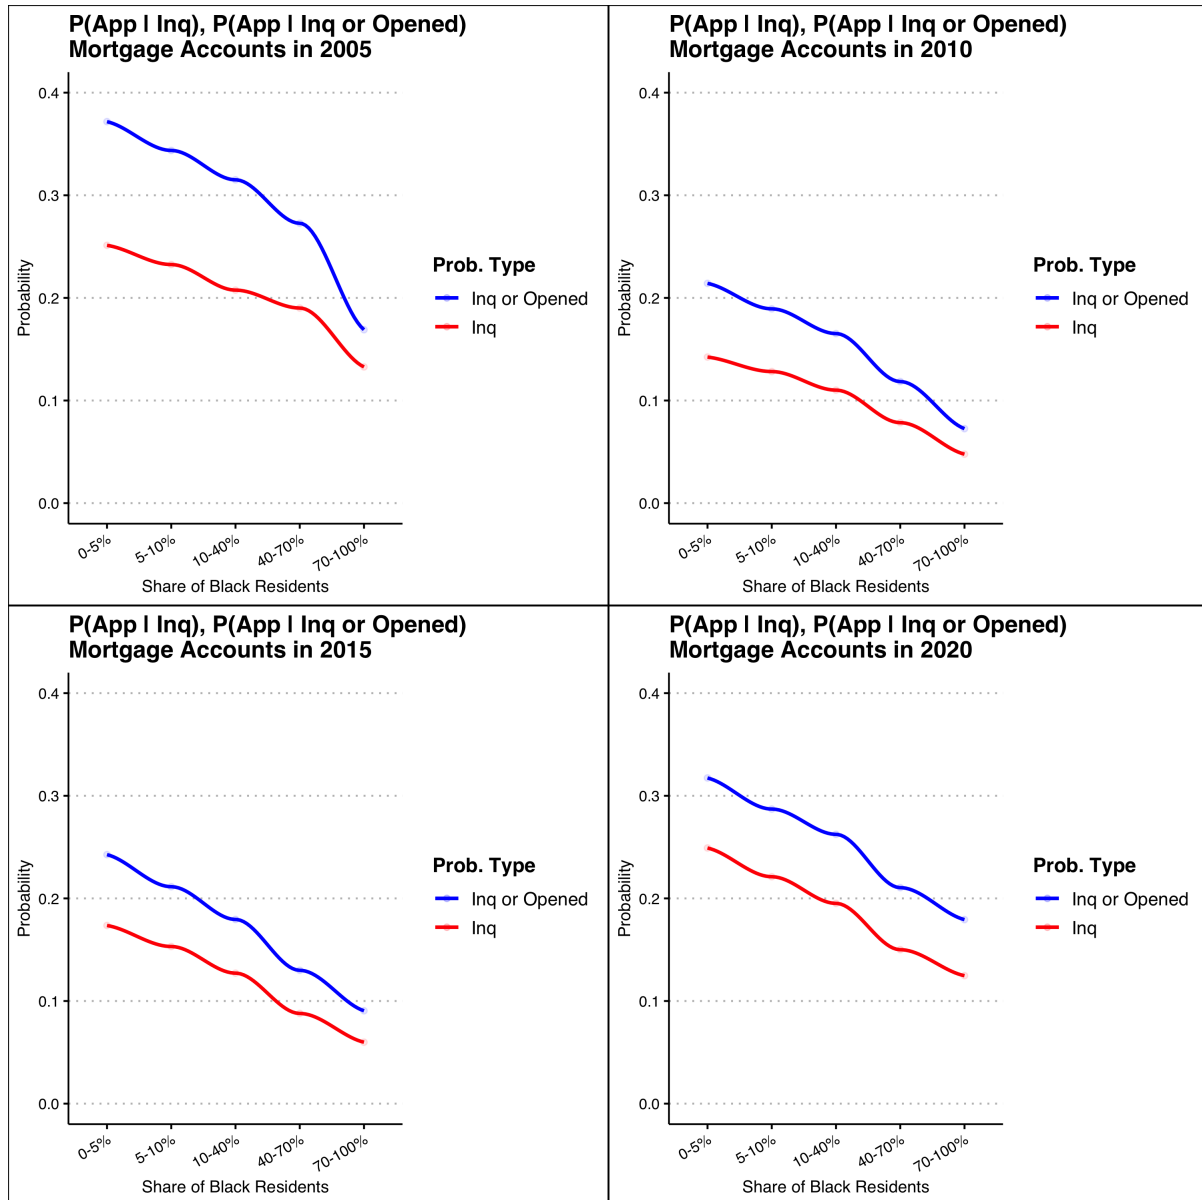 P(App | Inq), P(App | Inq or Opened)
Mortgage Accounts in 2005
0.4
0.3
0.2
0.1
0.0
Probability
0-5%
5-10%
10-40%
40-70%
70-100%
Share of Black Residents
Prob. Type
Inq or Opened
Inq
P(App | Inq), P(App | Inq or Opened)
Mortgage Accounts in 2010
0.4
0.3
0.2
0.1
0.0
Probability
0-5%
5-10%
10-40%
40-70%
70-100%
Share of Black Residents
Prob. Type
Inq or Opened
Inq
P(App | Inq), P(App | Inq or Opened)
Mortgage Accounts in 2015
0.4
0.3
0.2
0.1
0.0
Probability
0-5%
5-10%
10-40%
40-70%
70-100%
Share of Black Residents
Prob. Type
Inq or Opened
Inq
P(App | Inq), P(App | Inq or Opened)
Mortgage Accounts in 2020
0.4
0.3
0.2
0.1
0.0
Probability
0-5%
5-10%
10-40%
40-70%
70-100%
Share of Black Residents
Prob. Type
Inq or Opened
Inq